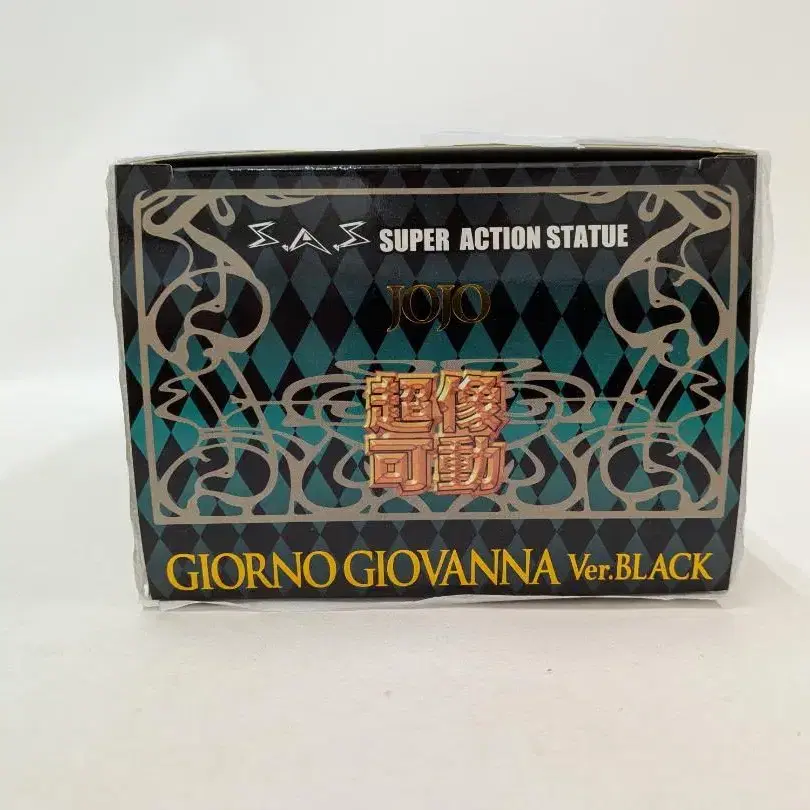 S.A.S SUPER ACTION STATUE
JOJO
超像
可動
GIORNO GIOVANNA Ver.BLACK